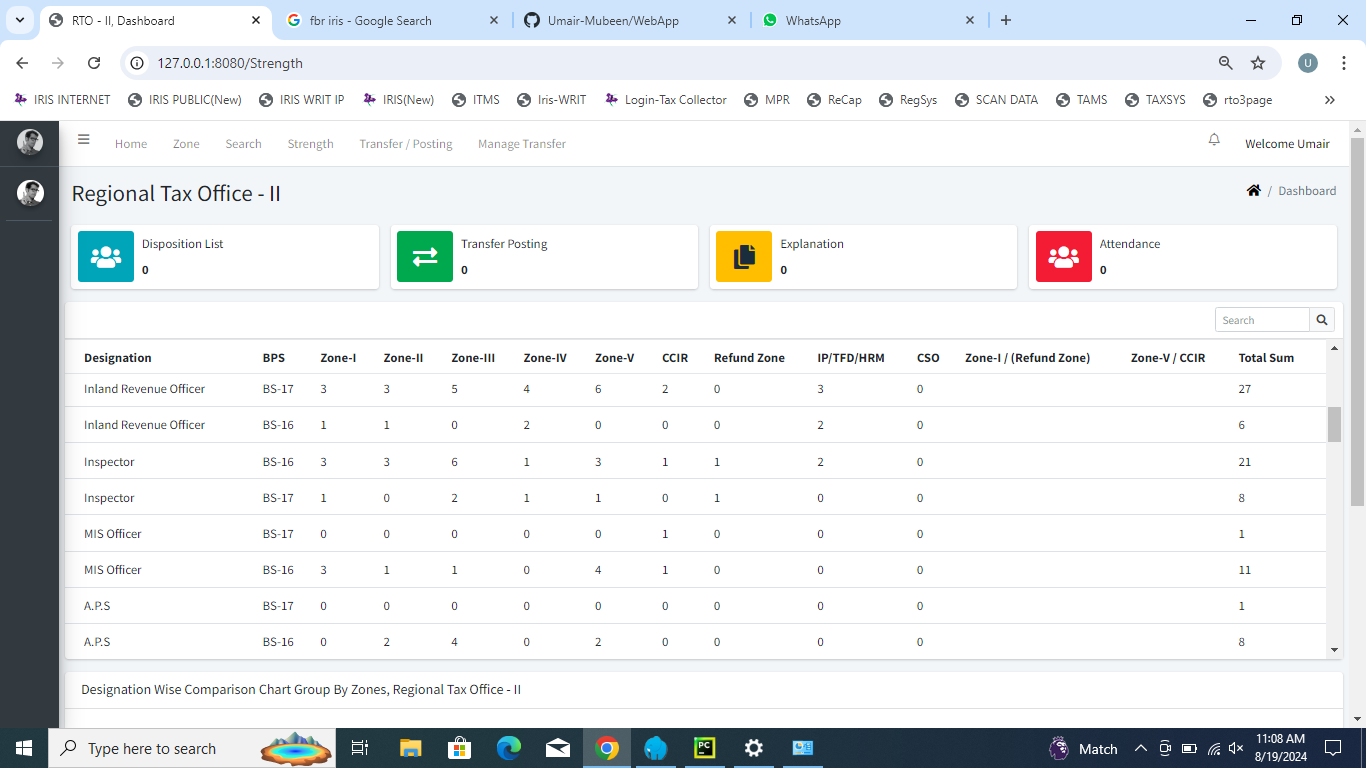 RTO - II, Dashboard
fbr iris - Google Search
Umair-Mubeen/WebApp
WhatsApp
127.0.0.1:8080/Strength
U
IRIS INTERNET IRIS PUBLIC(New) IRIS WRIT IP IRIS(New) ITMS Iris-WRIT Login-Tax Collector MPR ReCap RegSys SCAN DATA TAMS TAXSYS rto3page
Home Zone Search Strength Transfer / Posting Manage Transfer Welcome Umair
Regional Tax Office - II
/ Dashboard
Disposition List
0
Transfer Posting
0
Explanation
0
Attendance
0
Search
Designation BPS Zone-I Zone-II Zone-III Zone-IV Zone-V CCIR Refund Zone IP/TFD/HRM CSO Zone-I / (Refund Zone) Zone-V / CCIR Total Sum
Inland Revenue Officer BS-17 3 3 5 4 6 2 0 3 0 27
Inland Revenue Officer BS-16 1 1 0 2 0 0 0 2 0 6
Inspector BS-16 3 3 6 1 3 1 1 2 0 21
Inspector BS-17 1 0 2 1 1 0 1 0 0 8
MIS Officer BS-17 0 0 0 0 0 1 0 0 0 1
MIS Officer BS-16 3 1 1 0 4 1 0 0 0 11
A.P.S BS-17 0 0 0 0 0 0 0 0 0 1
A.P.S BS-16 0 2 4 0 2 0 0 0 0 8
Designation Wise Comparison Chart Group By Zones, Regional Tax Office - II
Type here to search
PC
Match
11:08 AM
8/19/2024